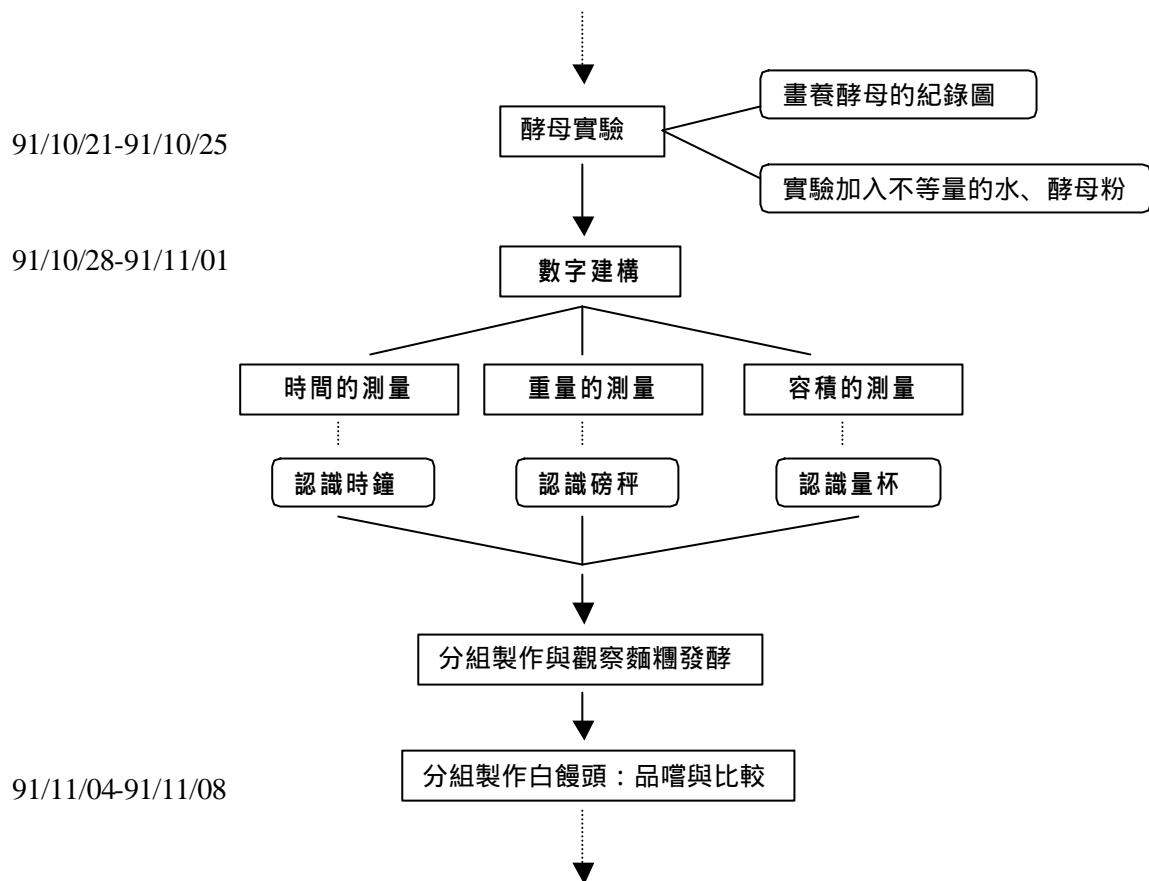 畫養酵母的紀錄圖
91/10/21-91/10/25
酵母實驗
實驗加入不等量的水、酵母粉
91/10/28-91/11/01
數字建構
時間的測量
重量的測量
容積的測量
認識時鐘
認識磅秤
認識量杯
分組製作與觀察麵糰發酵
分組製作白饅頭：品嚐與比較
91/11/04-91/11/08